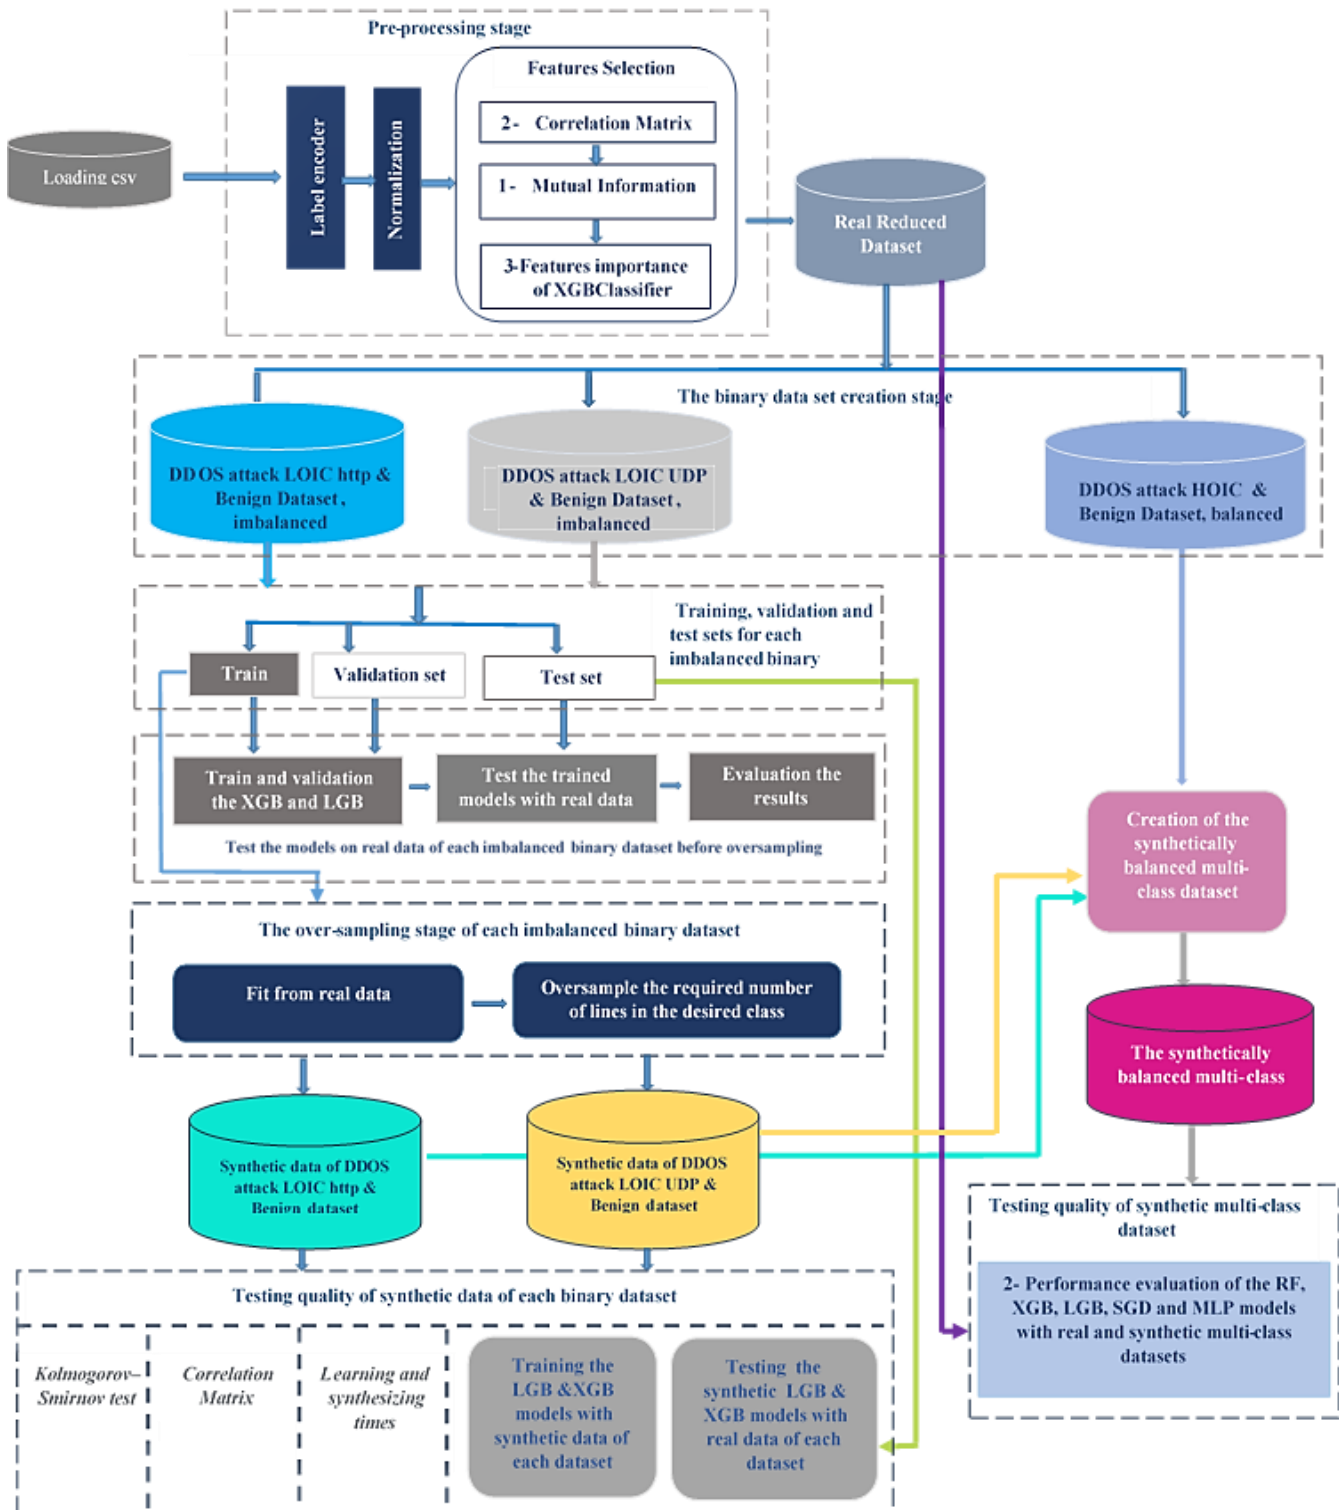 Pre-processing stage
Features Selection
Loading csv
Label encoder
Normalization
2- Correlation Matrix
1- Mutual Information
3-Features importance
of XGBClassifier
Real Reduced
Dataset
The binary data set creation stage
DDOS attack LOIC http &
Benign Dataset ,
imbalanced
DDOS attack LOIC UDP
& Benign Dataset ,
imbalanced
DDOS attack HOIC &
Benign Dataset, balanced
Training, validation and
test sets for each
imbalanced binary
Train
Validation set
Test set
Train and validation
the XGB and LGB
Test the trained
models with real data
Evaluation the
results
Test the models on real data of each imbalanced binary dataset before oversampling
Creation of the
synthetically
balanced multi-
class dataset
The over-sampling stage of each imbalanced binary dataset
Fit from real data
Oversample the required number
of lines in the desired class
The synthetically
balanced multi-class
Synthetic data of DDOS
attack LOIC http &
Benign dataset
Synthetic data of DDOS
attack LOIC UDP &
Benign dataset
Testing quality of synthetic multi-class
dataset
2- Performance evaluation of the RF,
XGB, LGB, SGD and MLP models
with real and synthetic multi-class
datasets
Testing quality of synthetic data of each binary dataset
Kolmogorov–
Smirnov test
Correlation
Matrix
Learning and
synthesizing
times
Training the
LGB &XGB
models with
synthetic data of
each dataset
Testing the
synthetic LGB &
XGB models with
real data of each
dataset